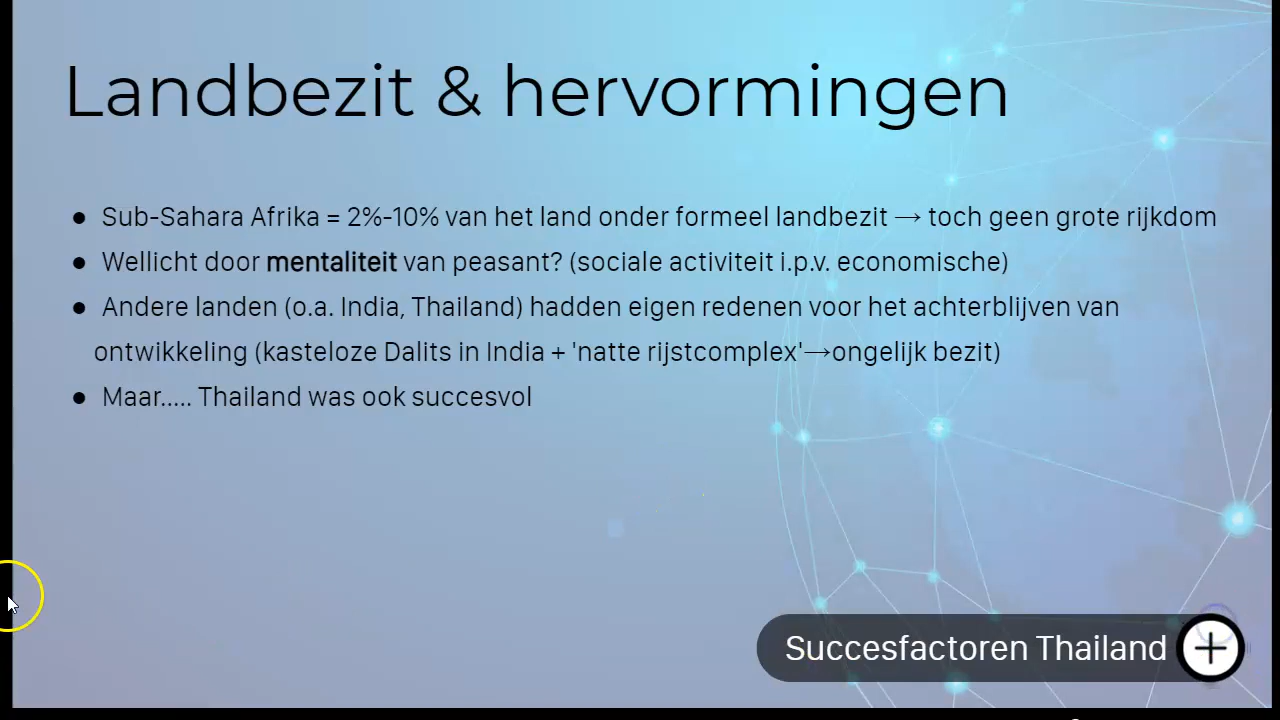 Landbezit & hervormingen
● Sub-Sahara Afrika = 2%-10% van het land onder formeel landbezit → toch geen grote rijkdom
● Wellicht door mentaliteit van peasant? (sociale activiteit i.p.v. economische)
● Andere landen (o.a. India, Thailand) hadden eigen redenen voor het achterblijven van
ontwikkeling (kasteloze Dalits in India + 'natte rijstcomplex'→ongelijk bezit)
● Maar..... Thailand was ook succesvol
Succesfactoren Thailand